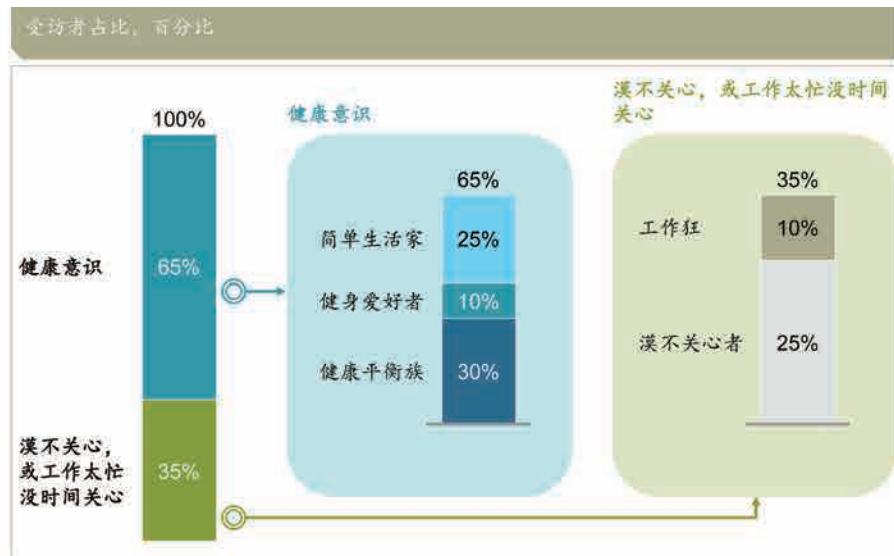 受访者占比，百分比
100%
健康意识
65%
漠不关心，
或工作太忙
没时间关心
35%
健康意识
65%
简单生活家
25%
健身爱好者
10%
健康平衡族
30%
漠不关心，或工作太忙没时间
关心
35%
工作狂
10%
漠不关心者
25%